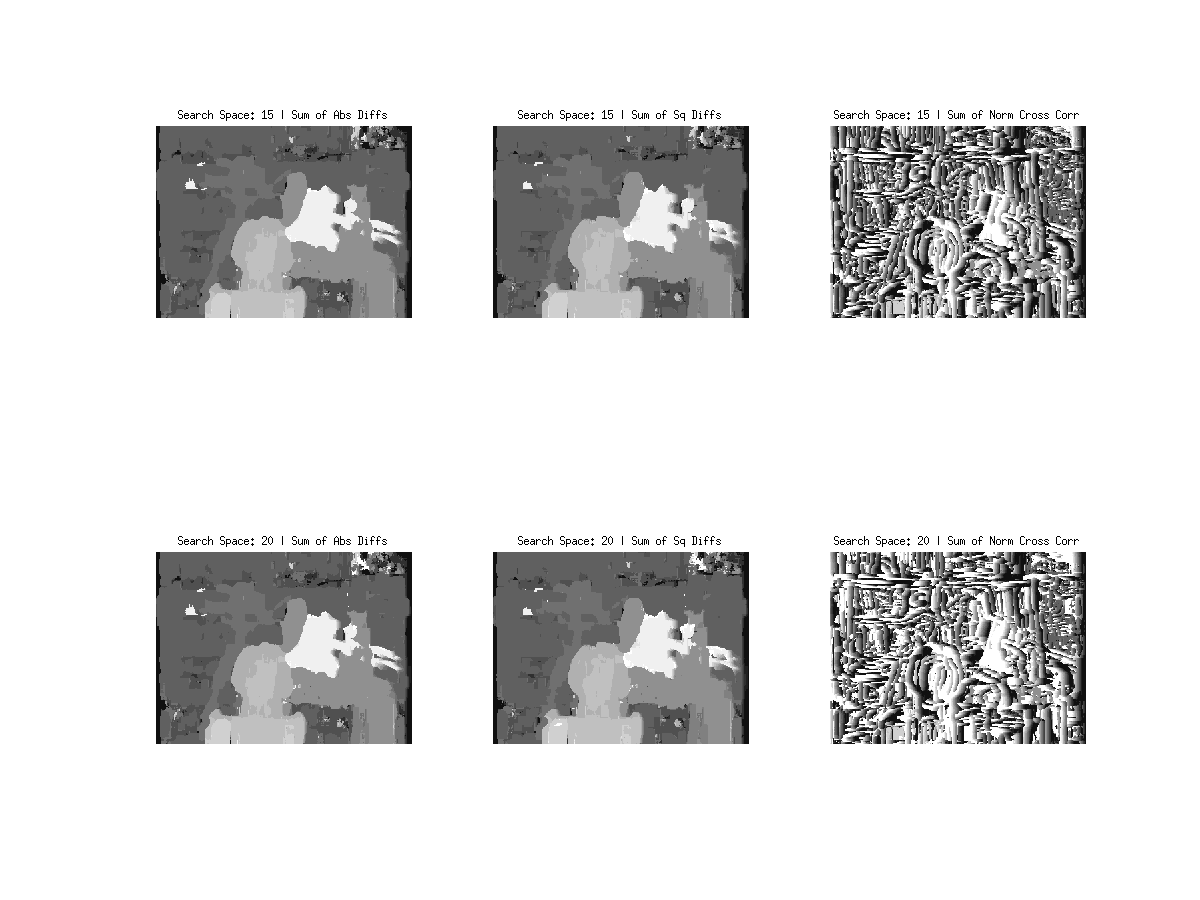 Search Space: 15 | Sum of Abs Diffs
Search Space: 15 | Sum of Sq Diffs
Search Space: 15 | Sum of Norm Cross Corr
Search Space: 20 | Sum of Abs Diffs
Search Space: 20 | Sum of Sq Diffs
Search Space: 20 | Sum of Norm Cross Corr